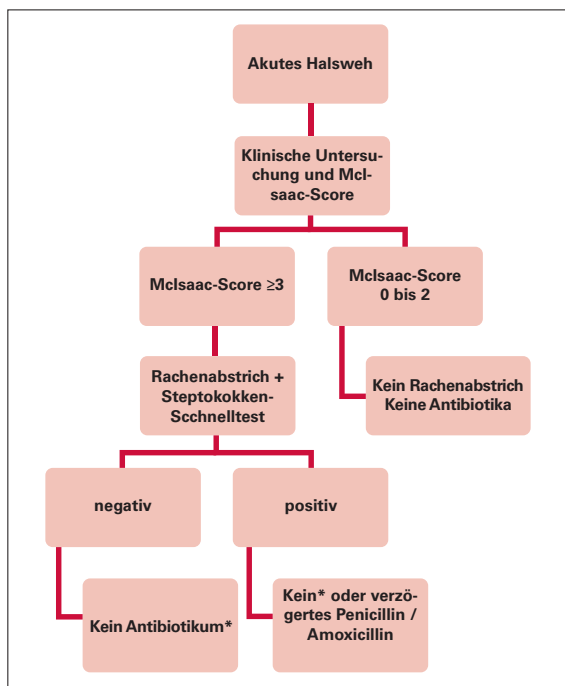 Akutes Halsweh
Klinische Untersu-
chung und McI-
saac-Score
McIsaac-Score ≥3
McIsaac-Score
0 bis 2
Rachenabstrich +
Steptokokken-
Scchnelltest
Kein Rachenabstrich
Keine Antibiotika
negativ
positiv
Kein Antibiotikum*
Kein* oder verzö-
gertes Penicillin /
Amoxicillin